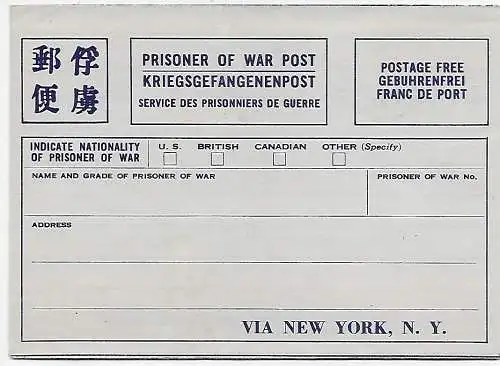 俘虜
郵便
PRISONER OF WAR POST
KRIEGSGEFANGENENPOST
SERVICE DES PRISONNIERS DE GUERRE
POSTAGE FREE
GEBUHRENFREI
FRANC DE PORT
INDICATE NATIONALITY
OF PRISONER OF WAR
U. S. BRITISH CANADIAN OTHER (Specify)
NAME AND GRADE OF PRISONER OF WAR
PRISONER OF WAR No.
ADDRESS
VIA NEW YORK, N. Y.